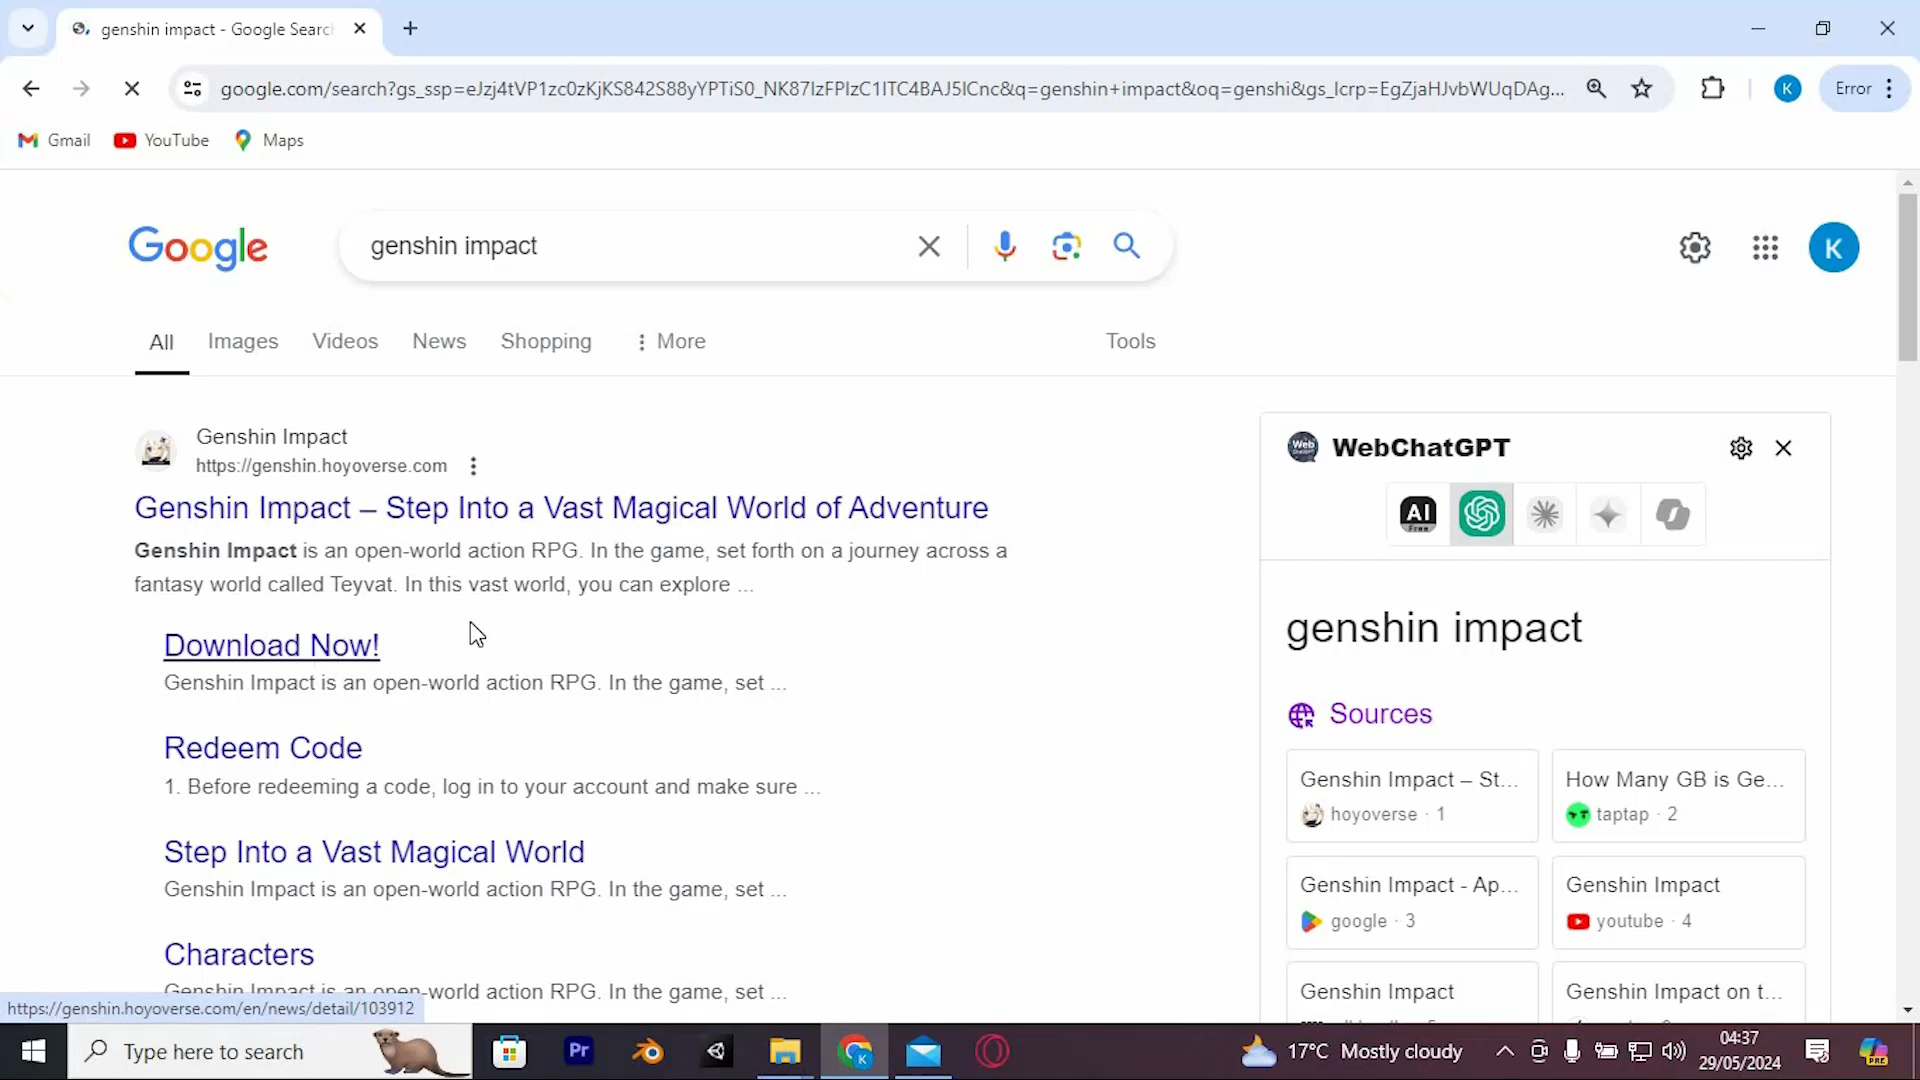 genshin impact - Google Searc
google.com/search?gs_ssp=eJzj4tVP1zc0zKjKS842S88yYPTiS0_NK87IzFPIzC1ITC4BAJ5ICnc&q=genshin+impact&oq=genshi&gs_lcrp=EgZjaHJvbWUqDAg...
K
Error
Gmail
YouTube
Maps
Google
genshin impact
K
All
Images
Videos
News
Shopping
More
Tools
Genshin Impact
https://genshin.hoyoverse.com
Genshin Impact – Step Into a Vast Magical World of Adventure
Genshin Impact is an open-world action RPG. In the game, set forth on a journey across a
fantasy world called Teyvat. In this vast world, you can explore ...
Download Now!
Genshin Impact is an open-world action RPG. In the game, set ...
Redeem Code
1. Before redeeming a code, log in to your account and make sure ...
Step Into a Vast Magical World
Genshin Impact is an open-world action RPG. In the game, set ...
Characters
Genshin Impact is an open-world action RPG. In the game, set ...
https://genshin.hoyoverse.com/en/news/detail/103912
WebChatGPT
AI
Free
genshin impact
Sources
Genshin Impact – St...
hoyoverse · 1
How Many GB is Ge...
taptap · 2
Genshin Impact - Ap...
google · 3
Genshin Impact
youtube · 4
Genshin Impact
Genshin Impact on t...
Type here to search
Pr
K
17°C Mostly cloudy
04:37
29/05/2024
PRE